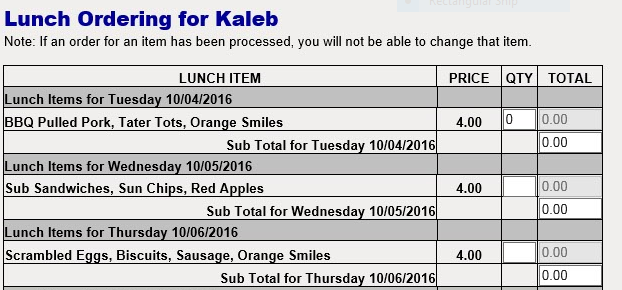 Rectangular Snip
Lunch Ordering for Kaleb
Note: If an order for an item has been processed, you will not be able to change that item.
LUNCH ITEM PRICE QTY TOTAL
Lunch Items for Tuesday 10/04/2016
BBQ Pulled Pork, Tater Tots, Orange Smiles 4.00 0 0.00
Sub Total for Tuesday 10/04/2016 0.00
Lunch Items for Wednesday 10/05/2016
Sub Sandwiches, Sun Chips, Red Apples 4.00 0.00
Sub Total for Wednesday 10/05/2016 0.00
Lunch Items for Thursday 10/06/2016
Scrambled Eggs, Biscuits, Sausage, Orange Smiles 4.00 0.00
Sub Total for Thursday 10/06/2016 0.00